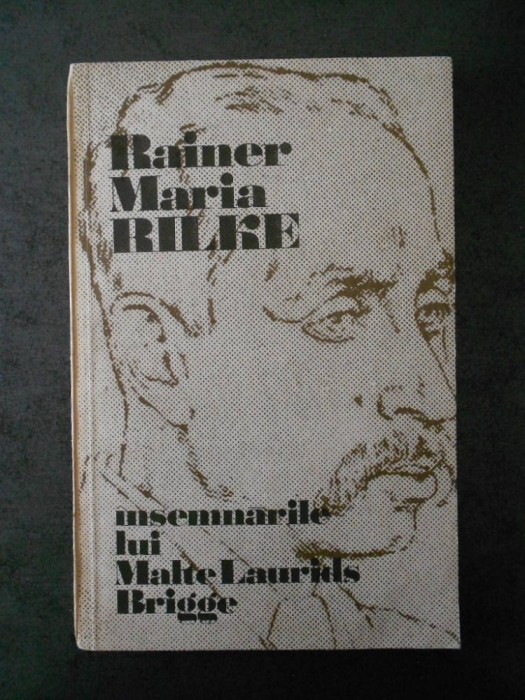 Rainer
Maria
RILKE
insemnarile
lui
Malte Laurids
Brigge